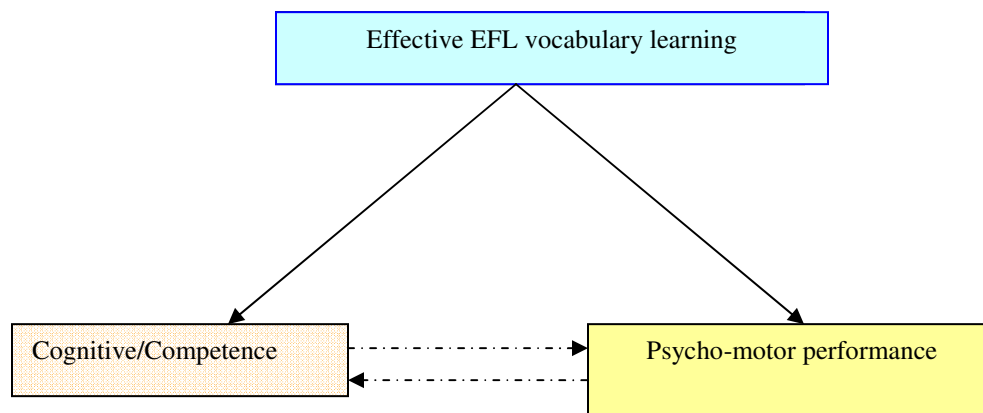 Effective EFL vocabulary learning
Cognitive/Competence
Psycho-motor performance